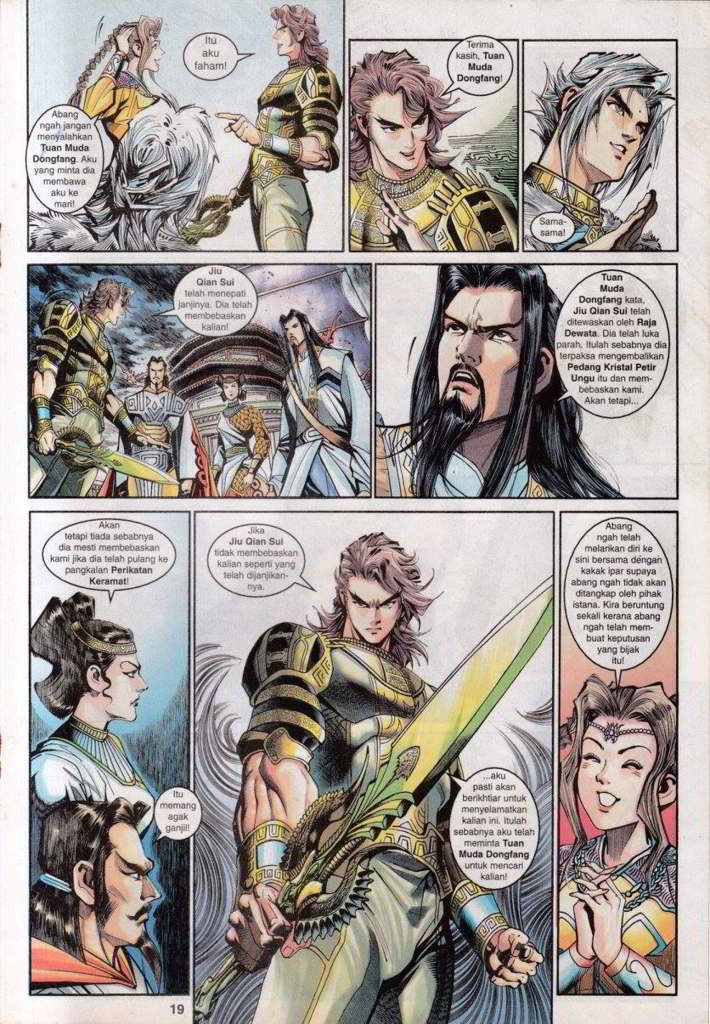 Itu
aku
faham!
Abang
ngah jangan
menyalahkan
Tuan Muda
Dongfang. Aku
yang minta dia
membawa
aku ke
mari!
Terima
kasih, Tuan
Muda
Dongfang!
Sama-
sama!
Jiu
Qian Sui
telah menepati
janjinya. Dia telah
membebaskan
kalian!
Tuan
Muda
Dongfang kata,
Jiu Qian Sui telah
ditewaskan oleh Raja
Dewata. Dia telah luka
parah. Itulah sebabnya dia
terpaksa mengembalikan
Pedang Kristal Petir
Ungu itu dan mem-
bebaskan kami.
Akan tetapi...
Akan
tetapi tiada sebabnya
dia mesti membebaskan
kami jika dia telah pulang ke
pangkalan Perikatan
Keramat!
Itu
memang
agak
ganjil!
Jika
Jiu Qian Sui
tidak membebaskan
kalian seperti yang
telah dijanjikan-
nya.
...aku
pasti akan
berikhtiar untuk
menyelamatkan
kalian ini. Itulah
sebabnya aku telah
meminta Tuan
Muda Dongfang
untuk mencari
kalian!
Abang
ngah telah
melarikan diri ke
sini bersama dengan
kakak ipar supaya
abang ngah tidak akan
ditangkap oleh pihak
istana. Kira beruntung
sekali kerana abang
ngah telah mem-
buat keputusan
yang bijak
itu!
19